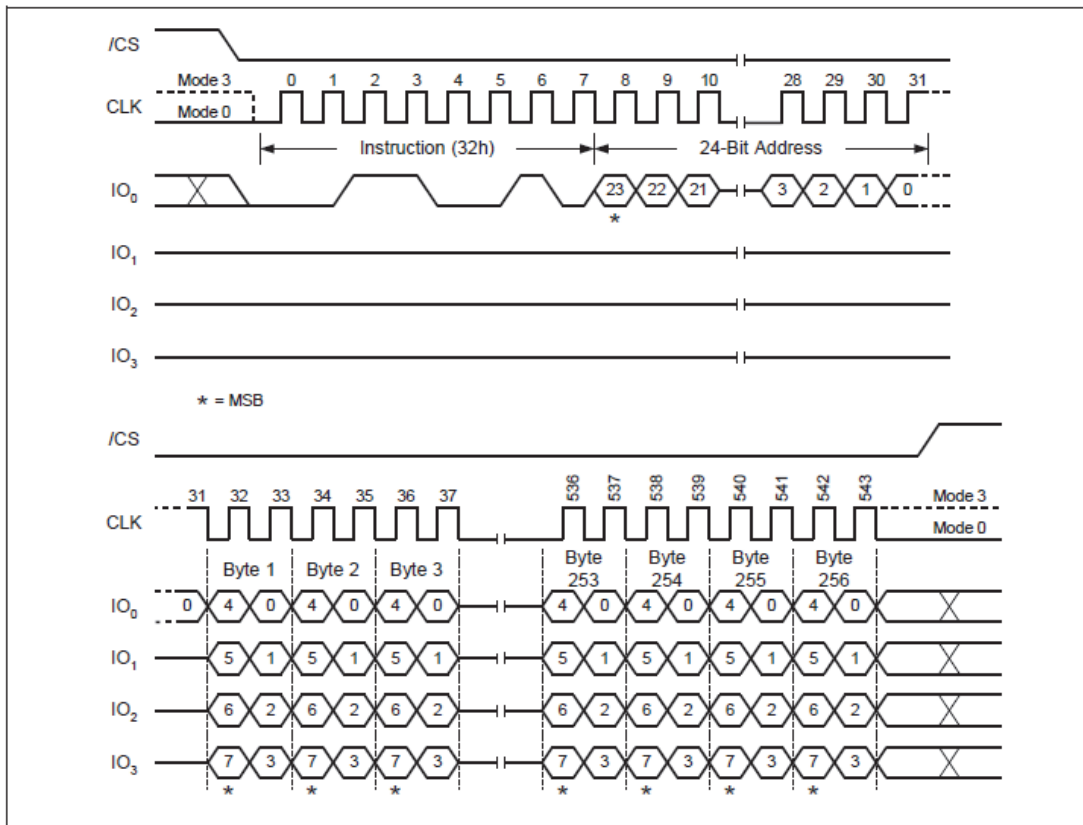 /CS
Mode 3 0 1 2 3 4 5 6 7 8 9 10 28 29 30 31
CLK Mode 0
Instruction (32h) 24-Bit Address
IO0 23 22 21 3 2 1 0
*
IO1
IO2
IO3
* = MSB
/CS
31 32 33 34 35 36 37 536 537 538 539 540 541 542 543 Mode 3
CLK Mode 0
Byte 1 Byte 2 Byte 3 Byte 253 Byte 254 Byte 255 Byte 256
IO0 0 4 0 4 0 4 0 4 0 4 0 4 0 4 0
IO1 5 1 5 1 5 1 5 1 5 1 5 1 5 1
IO2 6 2 6 2 6 2 6 2 6 2 6 2 6 2
IO3 7 3 7 3 7 3 7 3 7 3 7 3 7 3
* * * * * * *